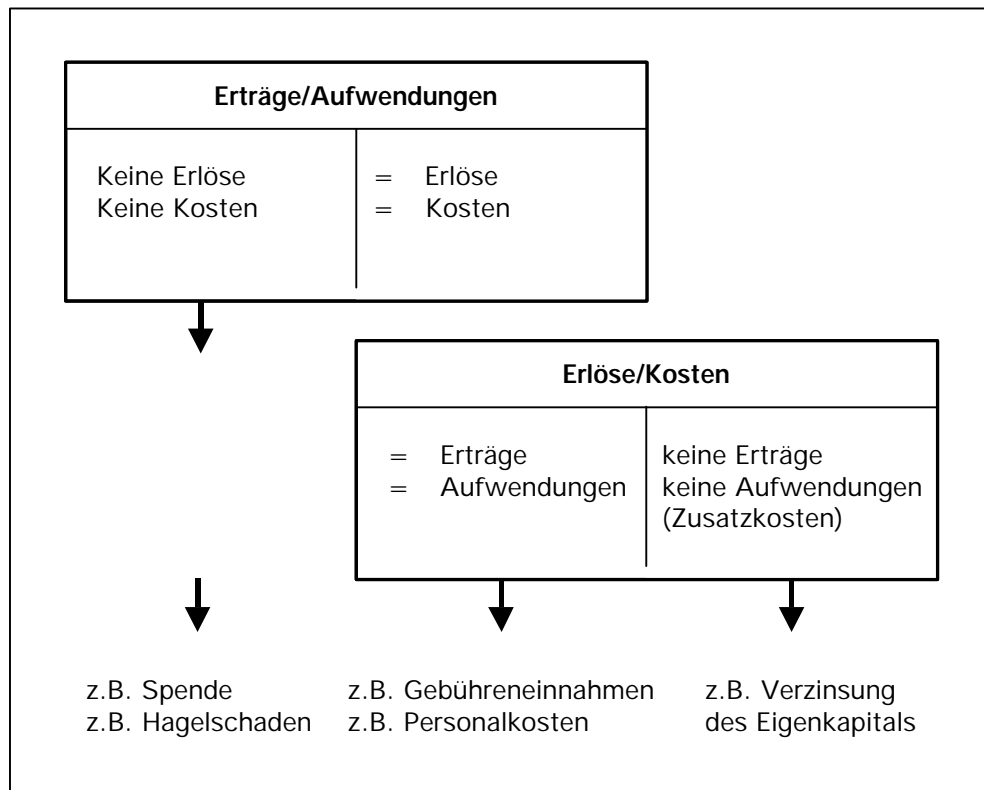 Erträge/Aufwendungen
Keine Erlöse = Erlöse
Keine Kosten = Kosten
Erlöse/Kosten
= Erträge keine Erträge
= Aufwendungen keine Aufwendungen
(Zusatzkosten)
z.B. Spende z.B. Gebühreneinnahmen z.B. Verzinsung
z.B. Hagelschaden z.B. Personalkosten des Eigenkapitals